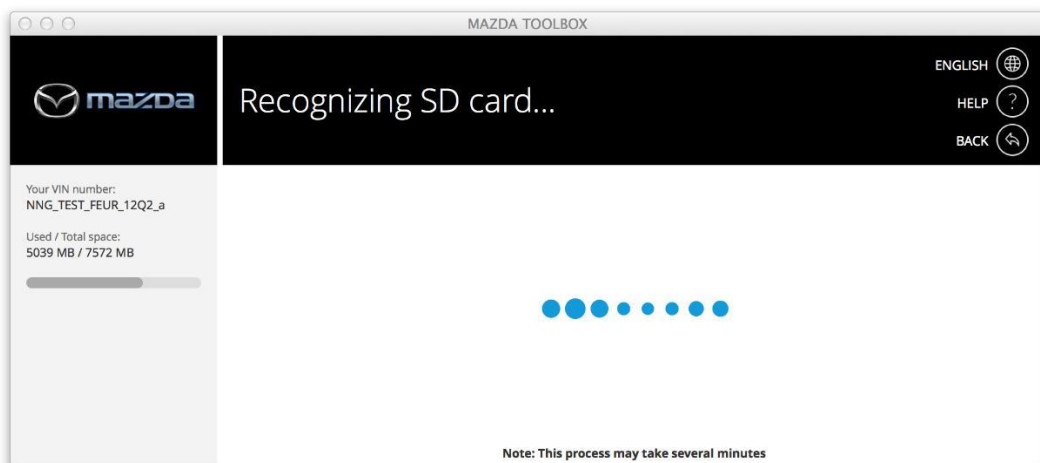 MAZDA TOOLBOX
mazda
Recognizing SD card...
ENGLISH
HELP ?
BACK
Your VIN number:
NNG_TEST_FEUR_12Q2_a
Used / Total space:
5039 MB / 7572 MB
Note: This process may take several minutes